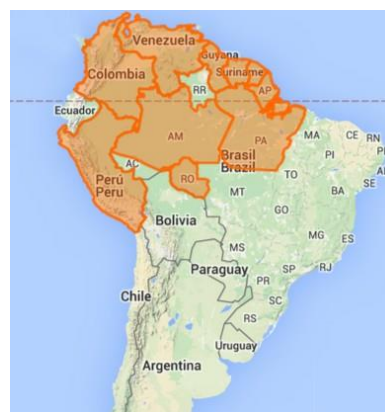 Venezuela
Guyana
Colombia
Suriname
RR
AP
Ecuador
AM
PA
MA
CE
RN
PI
Brasil
Brazil
AC
TO
RO
SE
Perú
Peru
MT
BA
GO
Bolivia
MG
ES
MS
Paraguay
SP
RJ
PR
Chile
SC
RS
Uruguay
Argentina